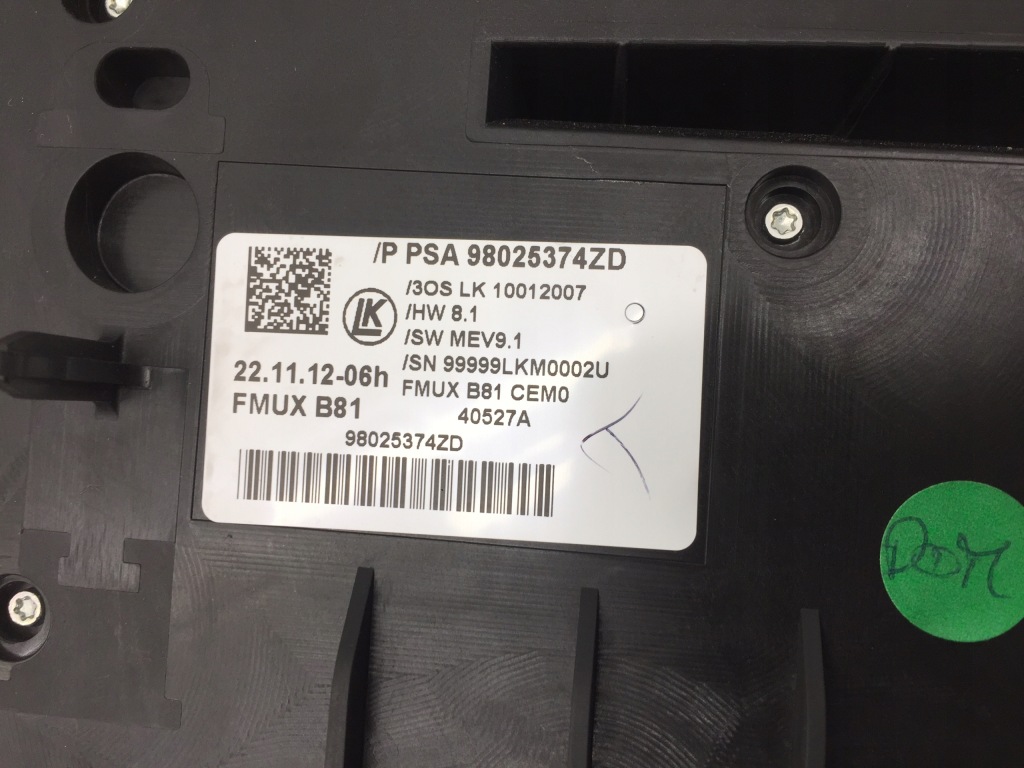 /P PSA 98025374ZD
/3OS LK 10012007
LK
/HW 8.1
/SW MEV9.1
/SN 99999LKM0002U
22.11.12-06h
FMUX B81 CEM0
FMUX B81
40527A
98025374ZD